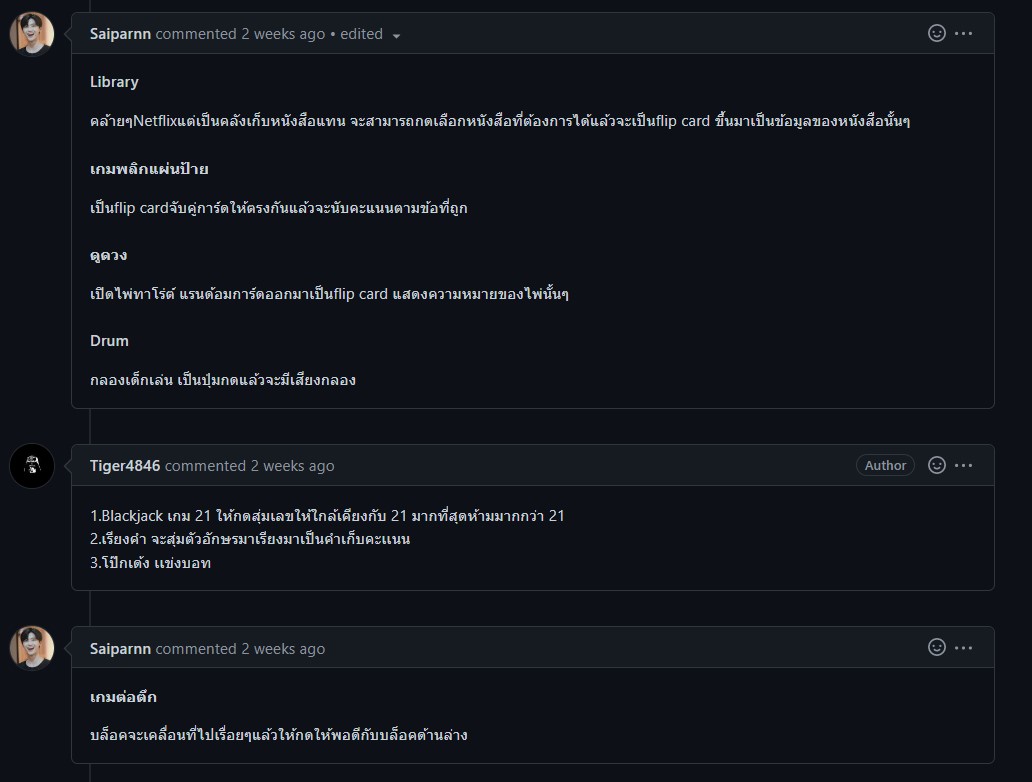 Saiparnn commented 2 weeks ago • edited
Library
คล้ายๆNetflixแต่เป็นคลังเก็บหนังสือแทน จะสามารถกดเลือกหนังสือที่ต้องการได้แล้วจะเป็นflip card ขึ้นมาเป็นข้อมูลของหนังสือนั้นๆ
เกมพลิกแผ่นป้าย
เป็นflip cardจับคู่การ์ดให้ตรงกันแล้วจะนับคะแนนตามข้อที่ถูก
ดูดวง
เปิดไพ่ทาโร่ต์ แรนด้อมการ์ดออกมาเป็นflip card แสดงความหมายของไพ่นั้นๆ
Drum
กลองเด็กเล่น เป็นปุ่มกดแล้วจะมีเสียงกลอง
Tiger4846 commented 2 weeks ago
Author
1.Blackjack เกม 21 ให้กดสุ่มเลขให้ใกล้เคียงกับ 21 มากที่สุดห้ามมากกว่า 21
2.เรียงคำ จะสุ่มตัวอักษรมาเรียงมาเป็นคำเก็บคะแนน
3.โป๊กเด้ง แข่งบอท
Saiparnn commented 2 weeks ago
เกมต่อตึก
บล็อคจะเคลื่อนที่ไปเรื่อยๆแล้วให้กดให้พอดีกับบล็อคด้านล่าง